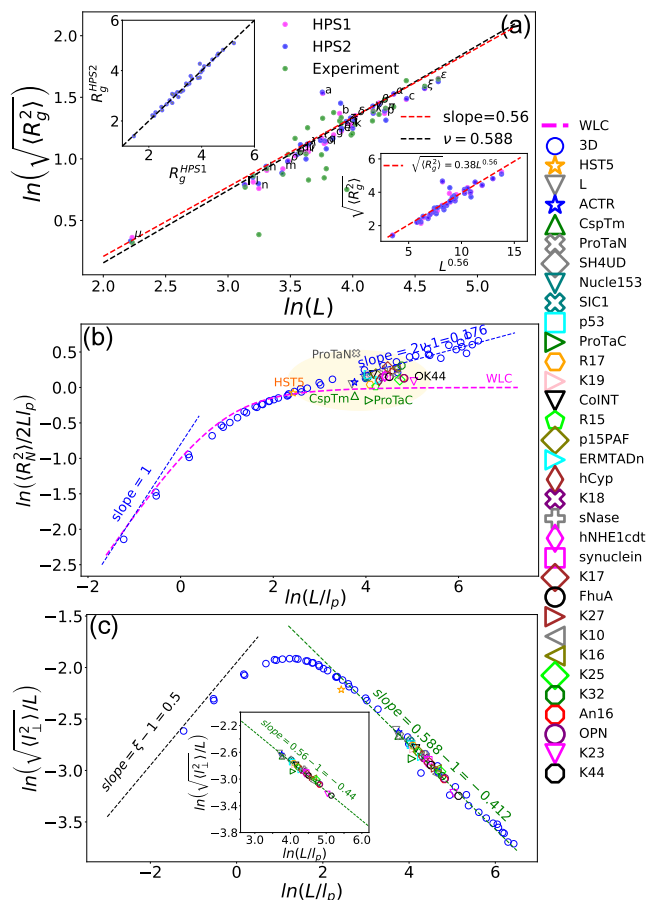 (a)
HPS1
HPS2
Experiment
slope=0.56
ν = 0.588
a
b
μ
ln(√⟨R_g^2⟩)
2.0
1.5
1.0
0.5
2.0 2.5 3.0 3.5 4.0 4.5 5.0
ln(L)
R_g^{HPS2}
6
4
2
2 4 6
R_g^{HPS1}
√⟨R_g^2⟩ = 0.38L^{0.56}
√⟨R_g^2⟩
6
4
2
5 10 15
L^{0.56}
(b)
ProTaN
slope = 2ν-1=0.176
HST5
OK44
WLC
CspTm
ProTaC
slope = 1
ln(⟨R_N^2⟩/2Ll_p)
0.5
0.0
−0.5
−1.0
−1.5
−2.0
−2.5
−2 0 2 4 6
ln(L/l_p)
(c)
slope = ξ − 1 = 0.5
slope = 0.588 − 1 = − 0.412
ln(√⟨l_⊥^2⟩/L)
−1.5
−2.0
−2.5
−3.0
−3.5
−2 0 2 4 6
ln(L/l_p)
slope = 0.56 − 1 = − 0.44
ln(√⟨l_⊥^2⟩/L)
−2.2
−2.6
−3.0
−3.4
−3.8
3.0 4.0 5.0 6.0
ln(L/l_p)
WLC
3D
HST5
L
ACTR
CspTm
ProTaN
SH4UD
Nucle153
SIC1
p53
ProTaC
R17
K19
CoINT
R15
p15PAF
ERMTADn
hCyp
K18
sNase
hNHE1cdt
synuclein
K17
FhuA
K27
K10
K16
K25
K32
An16
OPN
K23
K44